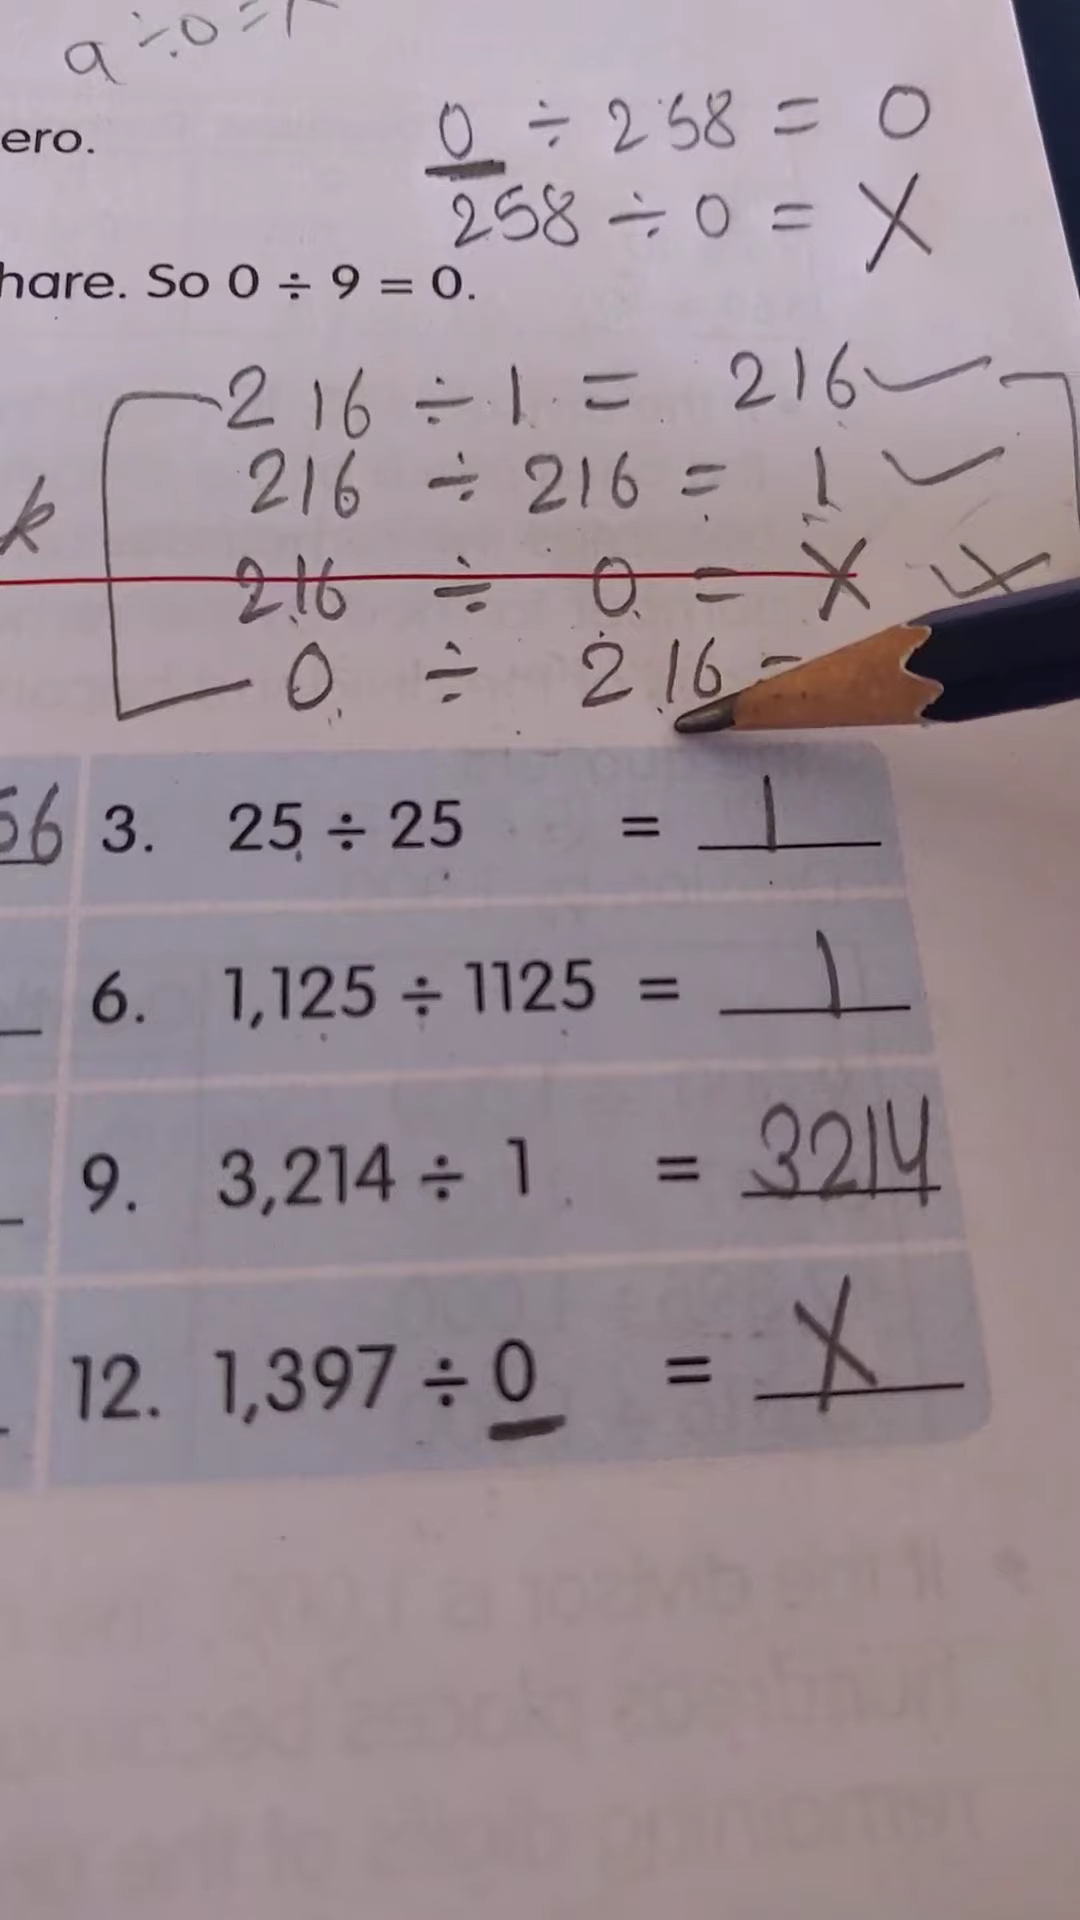 a ÷ 0 =
ero.
0 ÷ 258 = 0
258 ÷ 0 = X
hare. So 0 ÷ 9 = 0.
216 ÷ 1 = 216 ✓
216 ÷ 216 = 1 ✓
k
216 ÷ 0 = X X
0 ÷ 216 =
56
3. 25 ÷ 25 = 1
6. 1,125 ÷ 1125 = 1
9. 3,214 ÷ 1 = 3214
12. 1,397 ÷ 0 = X